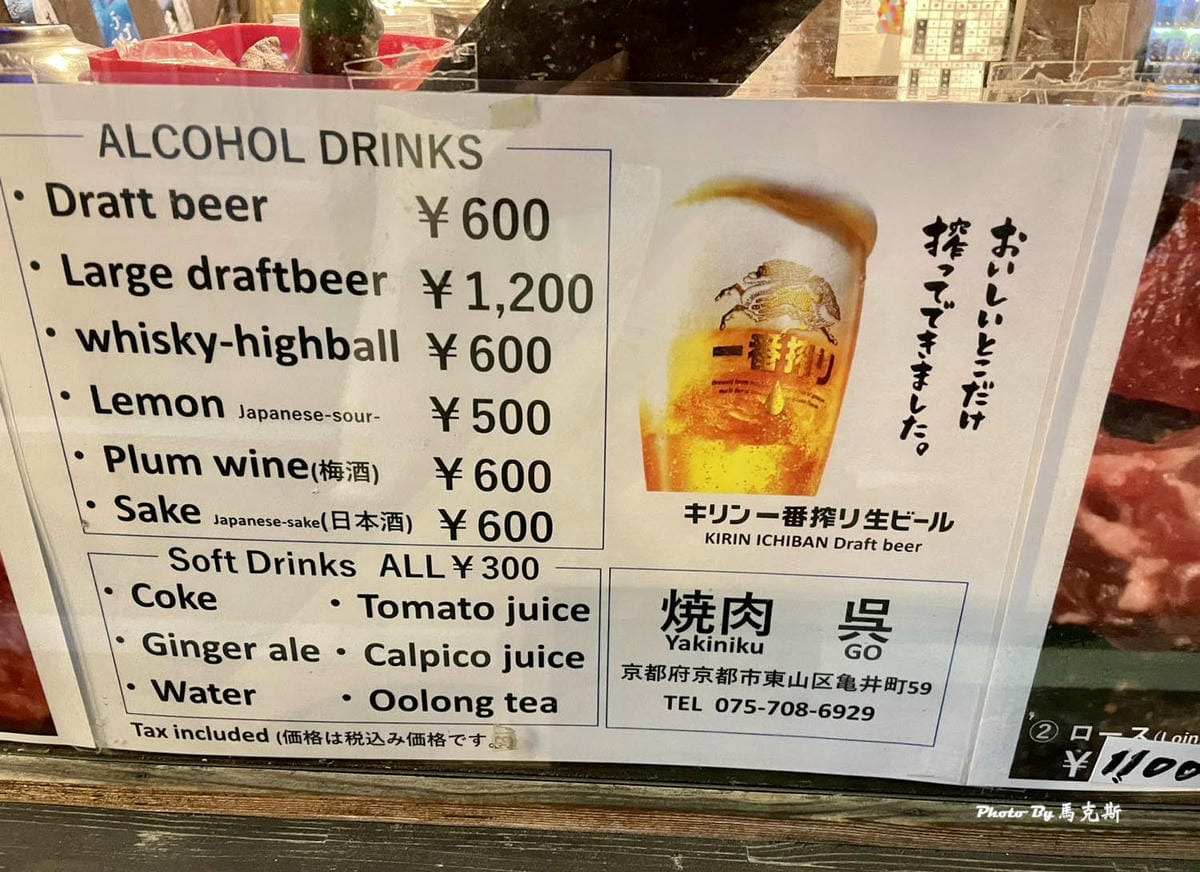 ALCOHOL DRINKS
・Draft beer ¥600
・Large draftbeer ¥1,200
・whisky-highball ¥600
・Lemon Japanese-sour- ¥500
・Plum wine(梅酒) ¥600
・Sake Japanese-sake(日本酒) ¥600
Soft Drinks ALL¥300
・Coke ・Tomato juice
・Ginger ale ・Calpico juice
・Water ・Oolong tea
Tax included (価格は税込み価格です。
おいしいとこだけ
搾ってできました。
一番搾り
キリン一番搾り生ビール
KIRIN ICHIBAN Draft beer
焼肉 呉
Yakiniku GO
京都府京都市東山区亀井町59
TEL 075-708-6929
② ロース(Loin
¥1100
Photo By 馬克斯